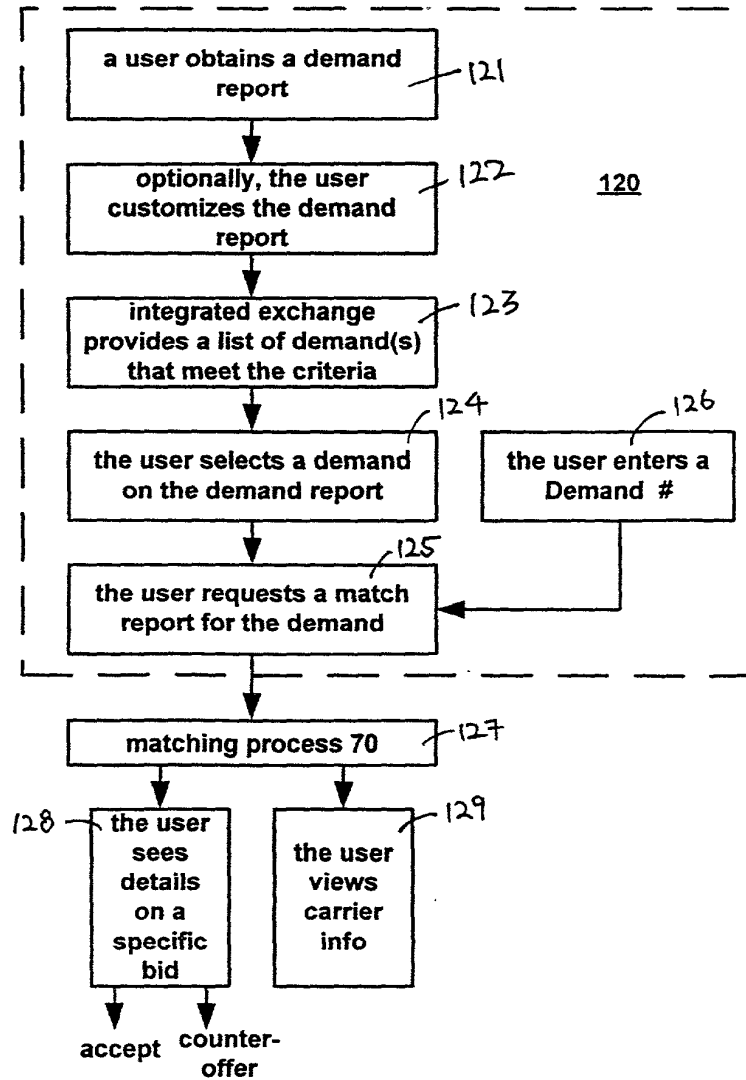 a user obtains a demand
report
121
optionally, the user
customizes the demand
report
122
120
integrated exchange
provides a list of demand(s)
that meet the criteria
123
the user selects a demand
on the demand report
124
the user enters a
Demand #
126
the user requests a match
report for the demand
125
matching process 70
127
128
the user
sees
details
on a
specific
bid
the user
views
carrier
info
129
accept
counter-
offer